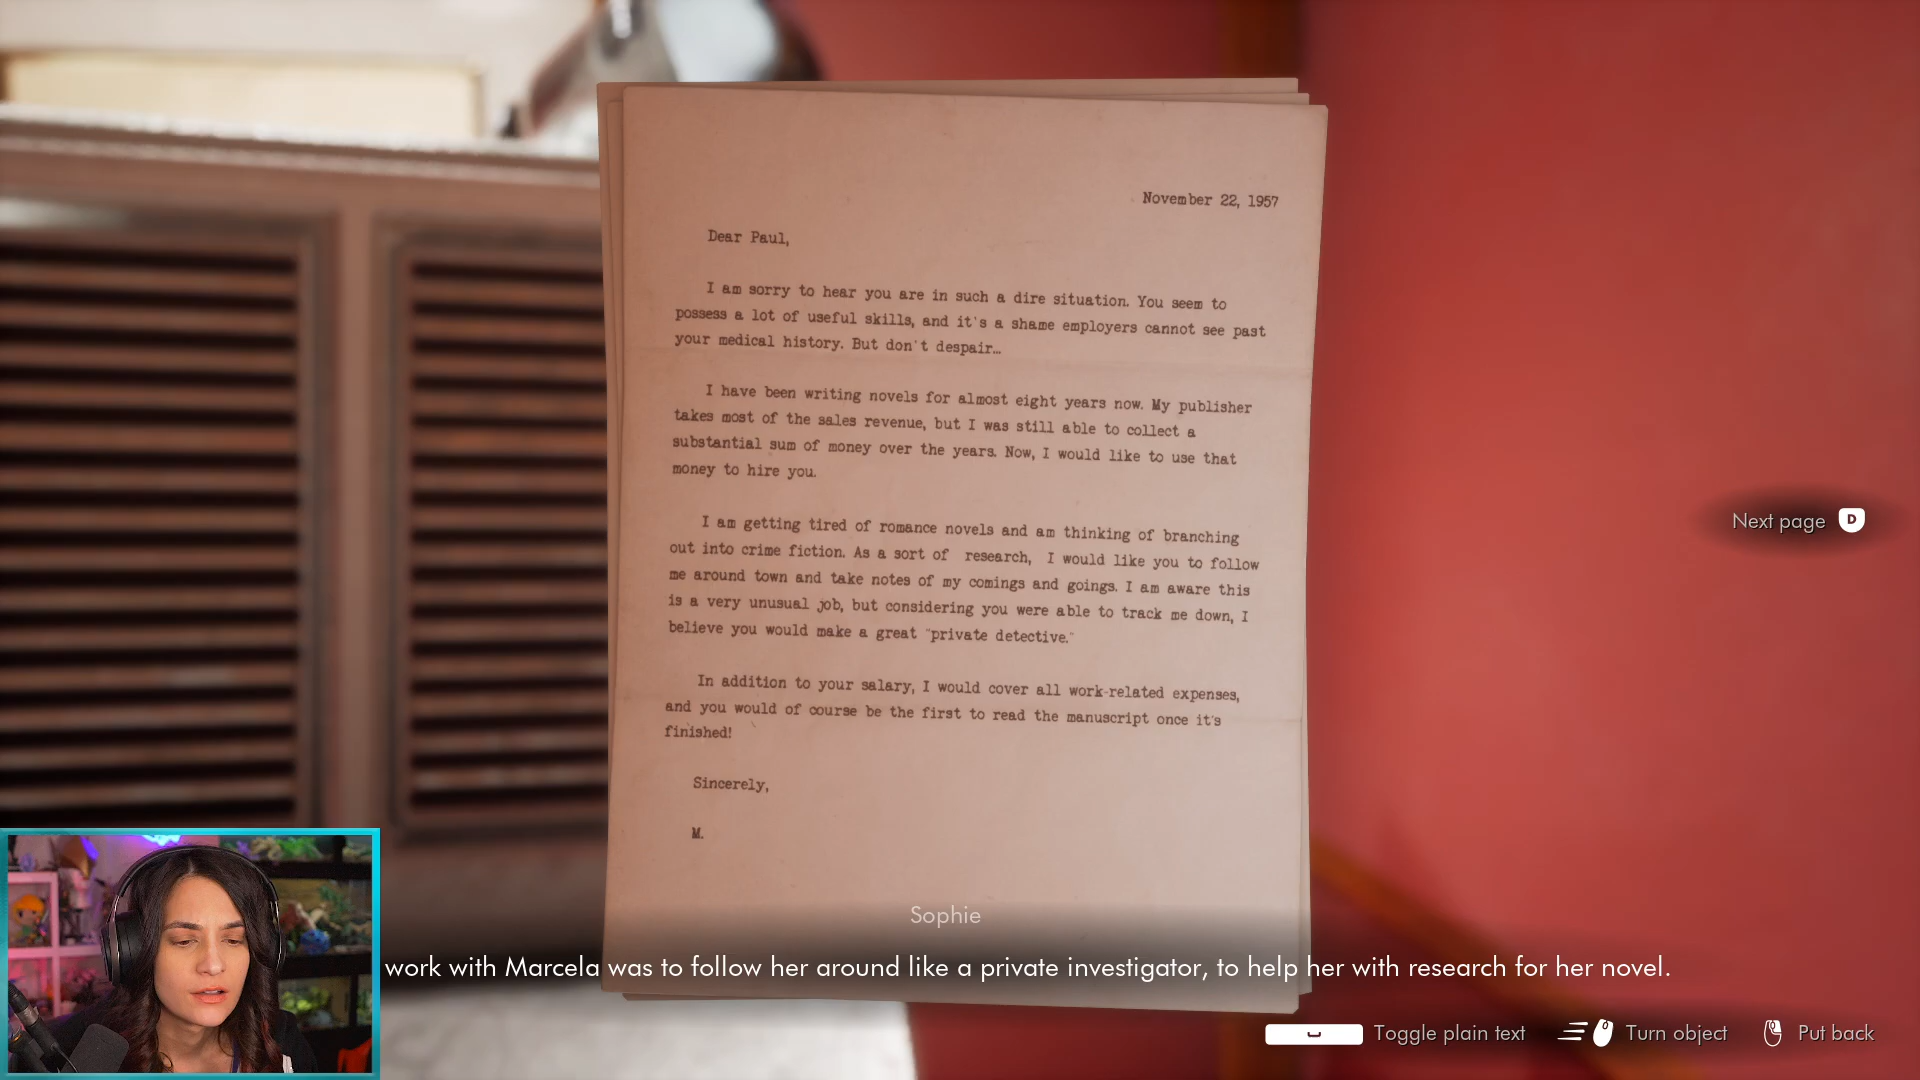 November 22, 1957
Dear Paul,
I am sorry to hear you are in such a dire situation. You seem to
possess a lot of useful skills, and it's a shame employers cannot see past
your medical history. But don't despair…
I have been writing novels for almost eight years now. My publisher
takes most of the sales revenue, but I was still able to collect a
substantial sum of money over the years. Now, I would like to use that
money to hire you.
I am getting tired of romance novels and am thinking of branching
out into crime fiction. As a sort of research, I would like you to follow
me around town and take notes of my comings and goings. I am aware this
is a very unusual job, but considering you were able to track me down, I
believe you would make a great "private detective."
In addition to your salary, I would cover all work-related expenses,
and you would of course be the first to read the manuscript once it's
finished!
Sincerely,
M.
Next page D
Sophie
work with Marcela was to follow her around like a private investigator, to help her with research for her novel.
Toggle plain text Turn object Put back